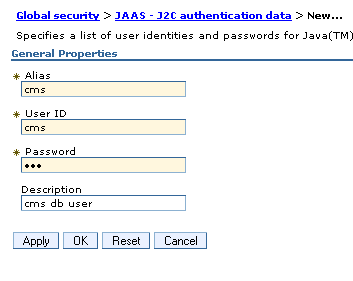 Global security > JAAS - J2C authentication data > New...
Specifies a list of user identities and passwords for Java(TM)
General Properties
* Alias
cms
* User ID
cms
* Password
•••
Description
cms db user
Apply OK Reset Cancel